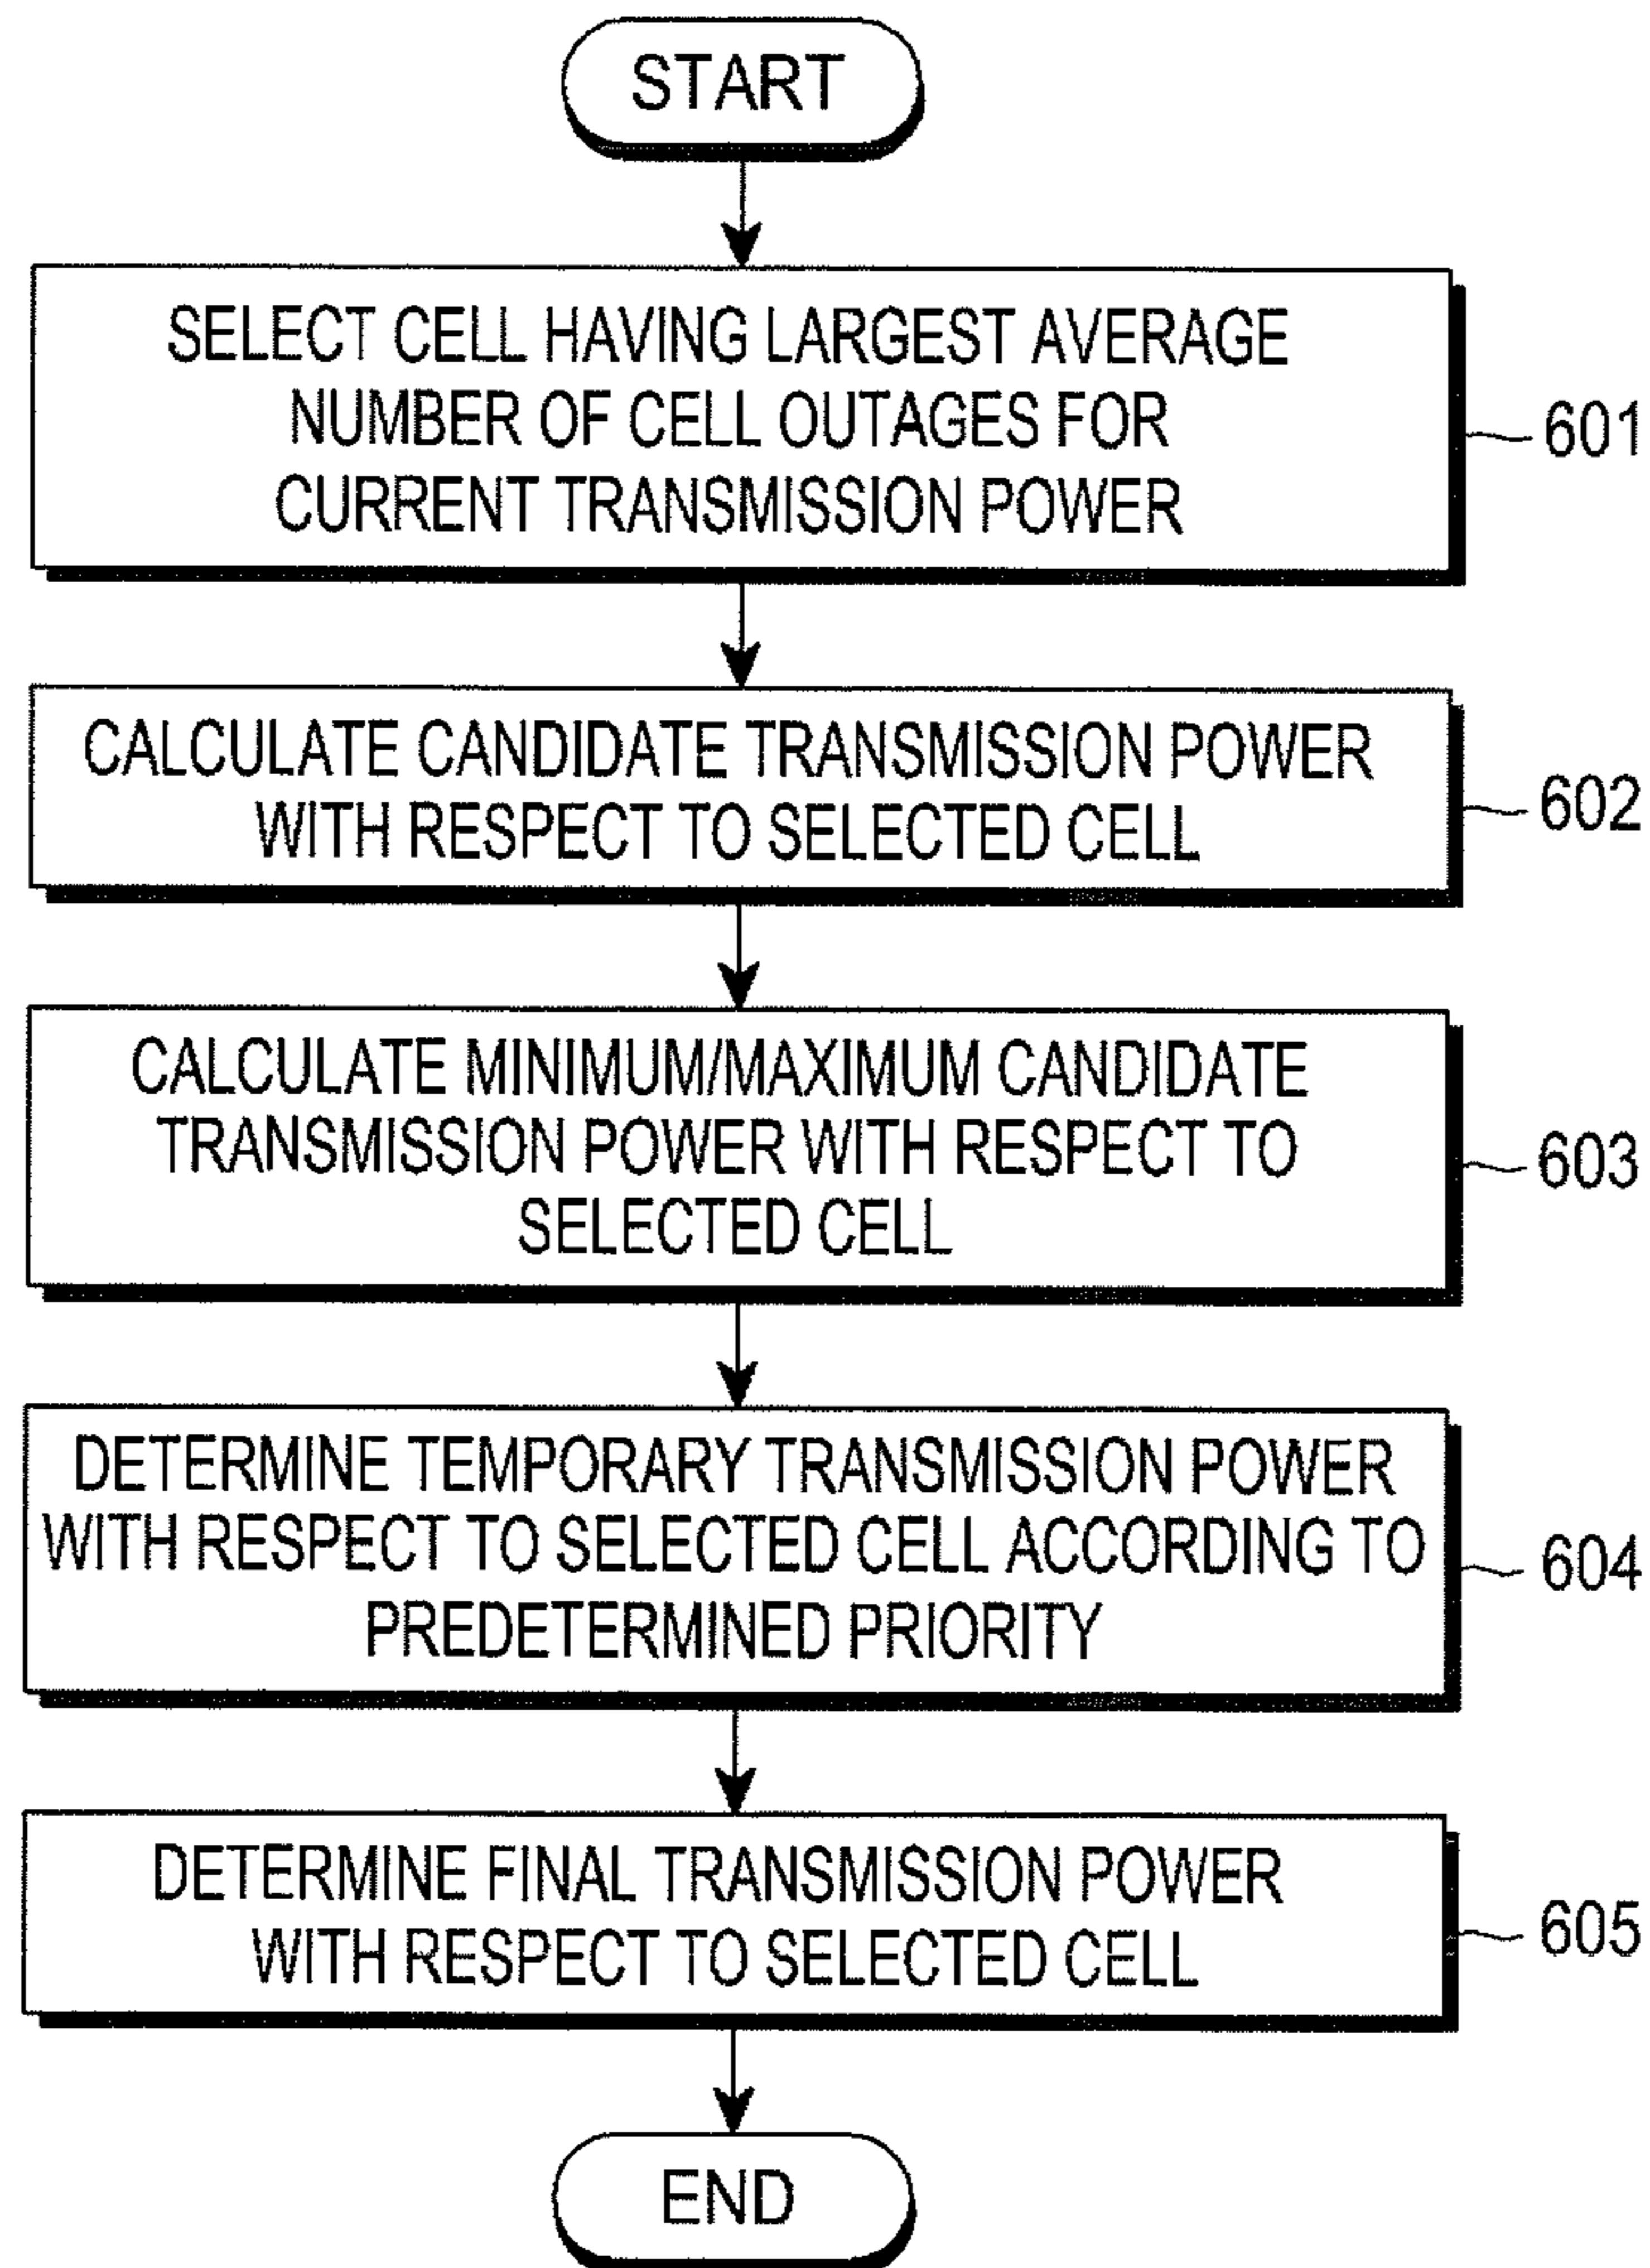 START
SELECT CELL HAVING LARGEST AVERAGE
NUMBER OF CELL OUTAGES FOR
CURRENT TRANSMISSION POWER
601
CALCULATE CANDIDATE TRANSMISSION POWER
WITH RESPECT TO SELECTED CELL
602
CALCULATE MINIMUM/MAXIMUM CANDIDATE
TRANSMISSION POWER WITH RESPECT TO
SELECTED CELL
603
DETERMINE TEMPORARY TRANSMISSION POWER
WITH RESPECT TO SELECTED CELL ACCORDING TO
PREDETERMINED PRIORITY
604
DETERMINE FINAL TRANSMISSION POWER
WITH RESPECT TO SELECTED CELL
605
END